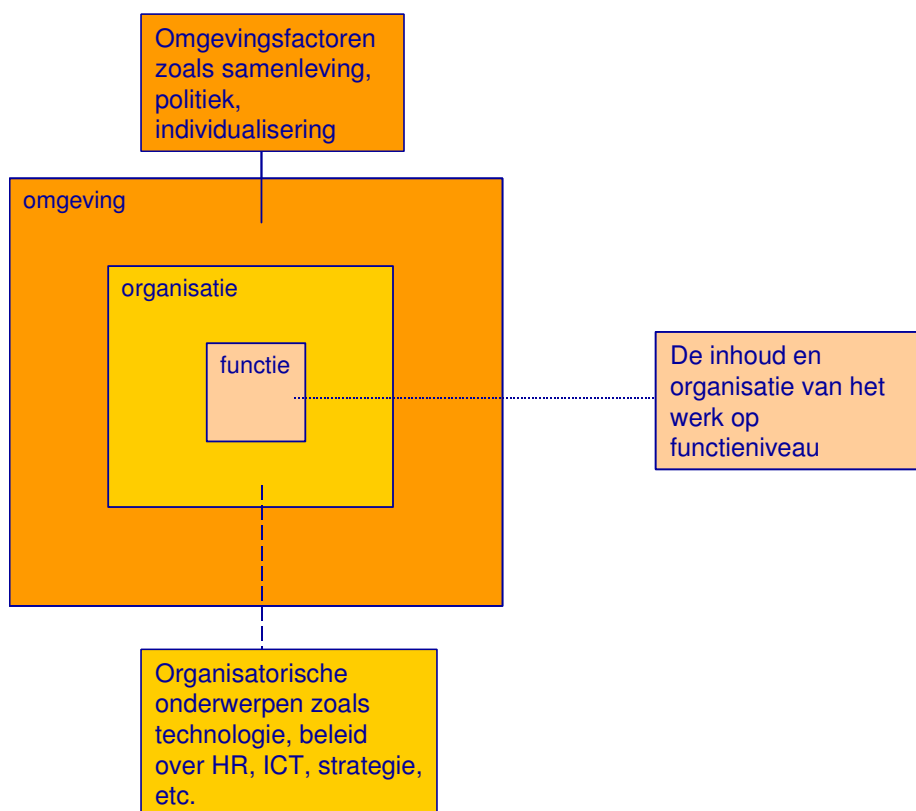 Omgevingsfactoren
zoals samenleving,
politiek,
individualisering
omgeving
organisatie
functie
De inhoud en
organisatie van het
werk op
functieniveau
Organisatorische
onderwerpen zoals
technologie, beleid
over HR, ICT, strategie,
etc.